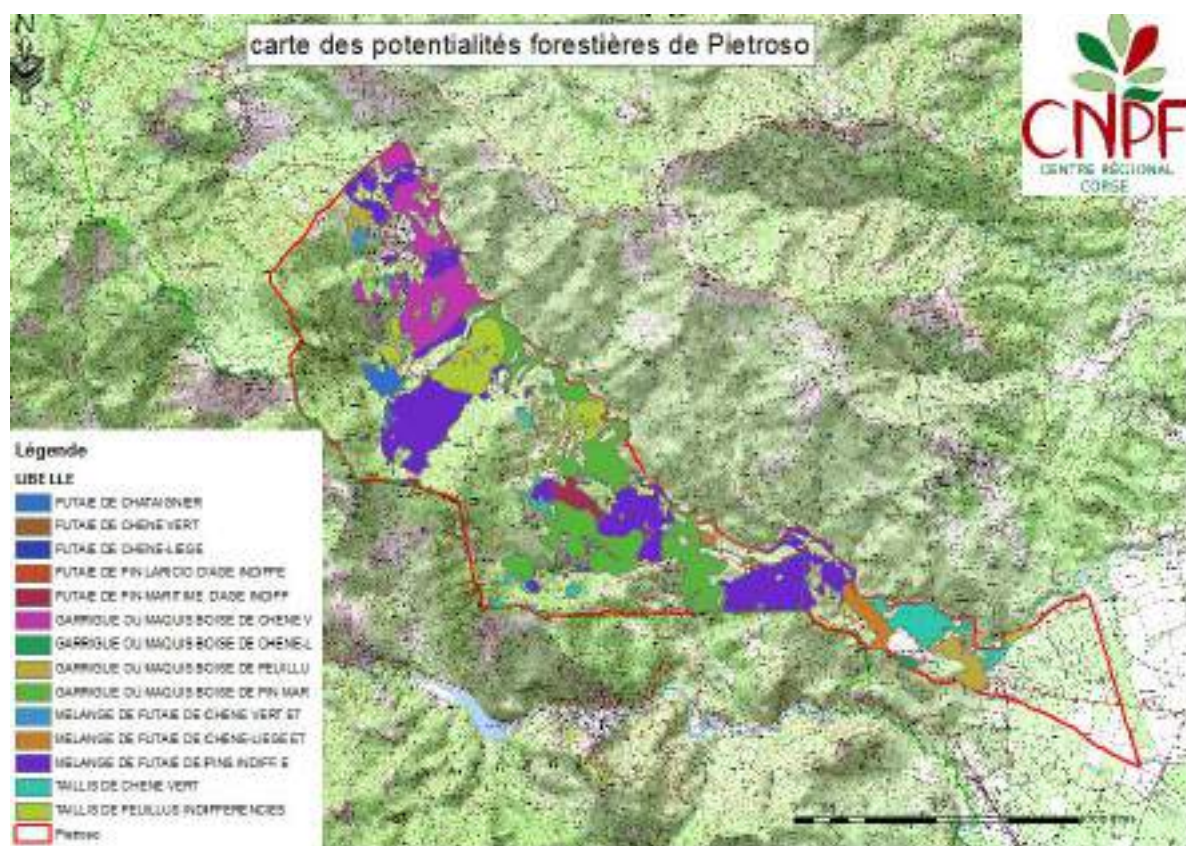 N
carte des potentialités forestières de Pietroso
CNPF
CENTRE RÉGIONAL
CORSE
Légende
LIBELLE
FUTAIE DE CHATAIGNIER
FUTAIE DE CHENE VERT
FUTAIE DE CHENE-LIEGE
FUTAIE DE PIN LARICIO D'AGE INDIFFE
FUTAIE DE PIN MARITIME D'AGE INDIFF
GARRIGUE OU MAQUIS BOISE DE CHENE V
GARRIGUE OU MAQUIS BOISE DE CHENE-L
GARRIGUE OU MAQUIS BOISE DE FEUILLU
GARRIGUE OU MAQUIS BOISE DE PIN MAR
MELANGE DE FUTAIE DE CHENE VERT ET
MELANGE DE FUTAIE DE CHENE-LIEGE ET
MELANGE DE FUTAIE DE PINS INDIFFE
TAILLIS DE CHENE VERT
TAILLIS DE FEUILLUS INDIFFERENCIES
Pietroso